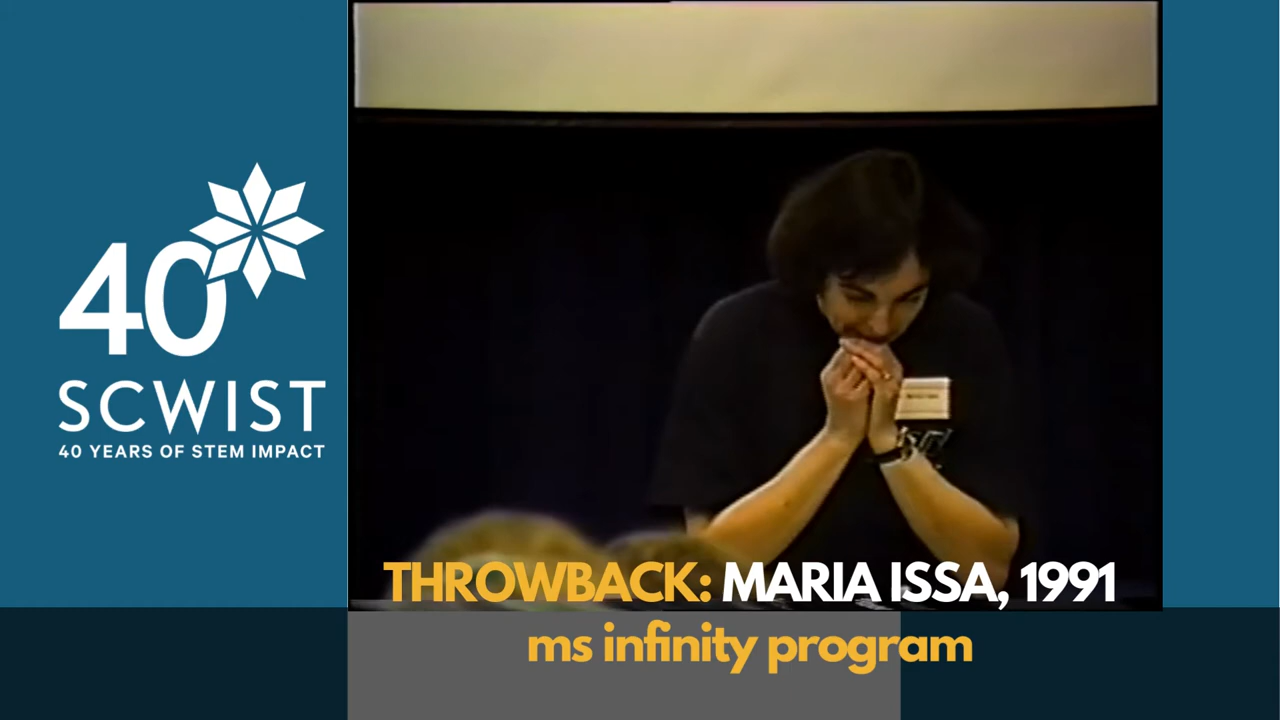 40
SCWIST
40 YEARS OF STEM IMPACT
THROWBACK: MARIA ISSA, 1991
ms infinity program